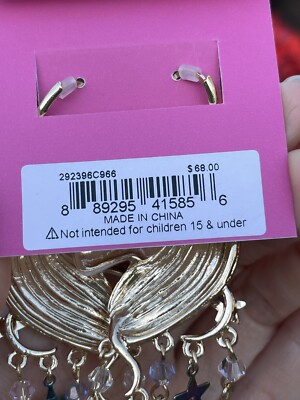 292396C966 $68.00
8 89295 41585 6
MADE IN CHINA
⚠Not intended for children 15 & under